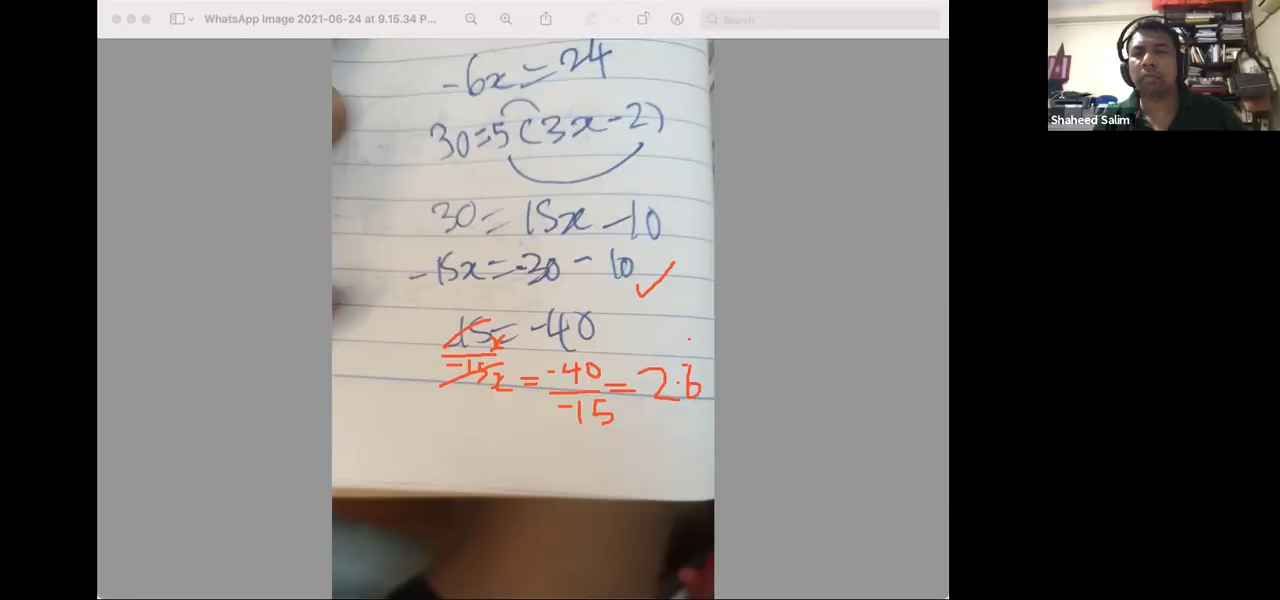 WhatsApp Image 2021-06-24 at 9.15.34 P...
Search
Shaheed Salim
-6x = 24
30 = 5 (3x - 2)
30 = 15x - 10
-15x = -30 - 10
15x = -40
-15x = -40/-15 = 2.6̇